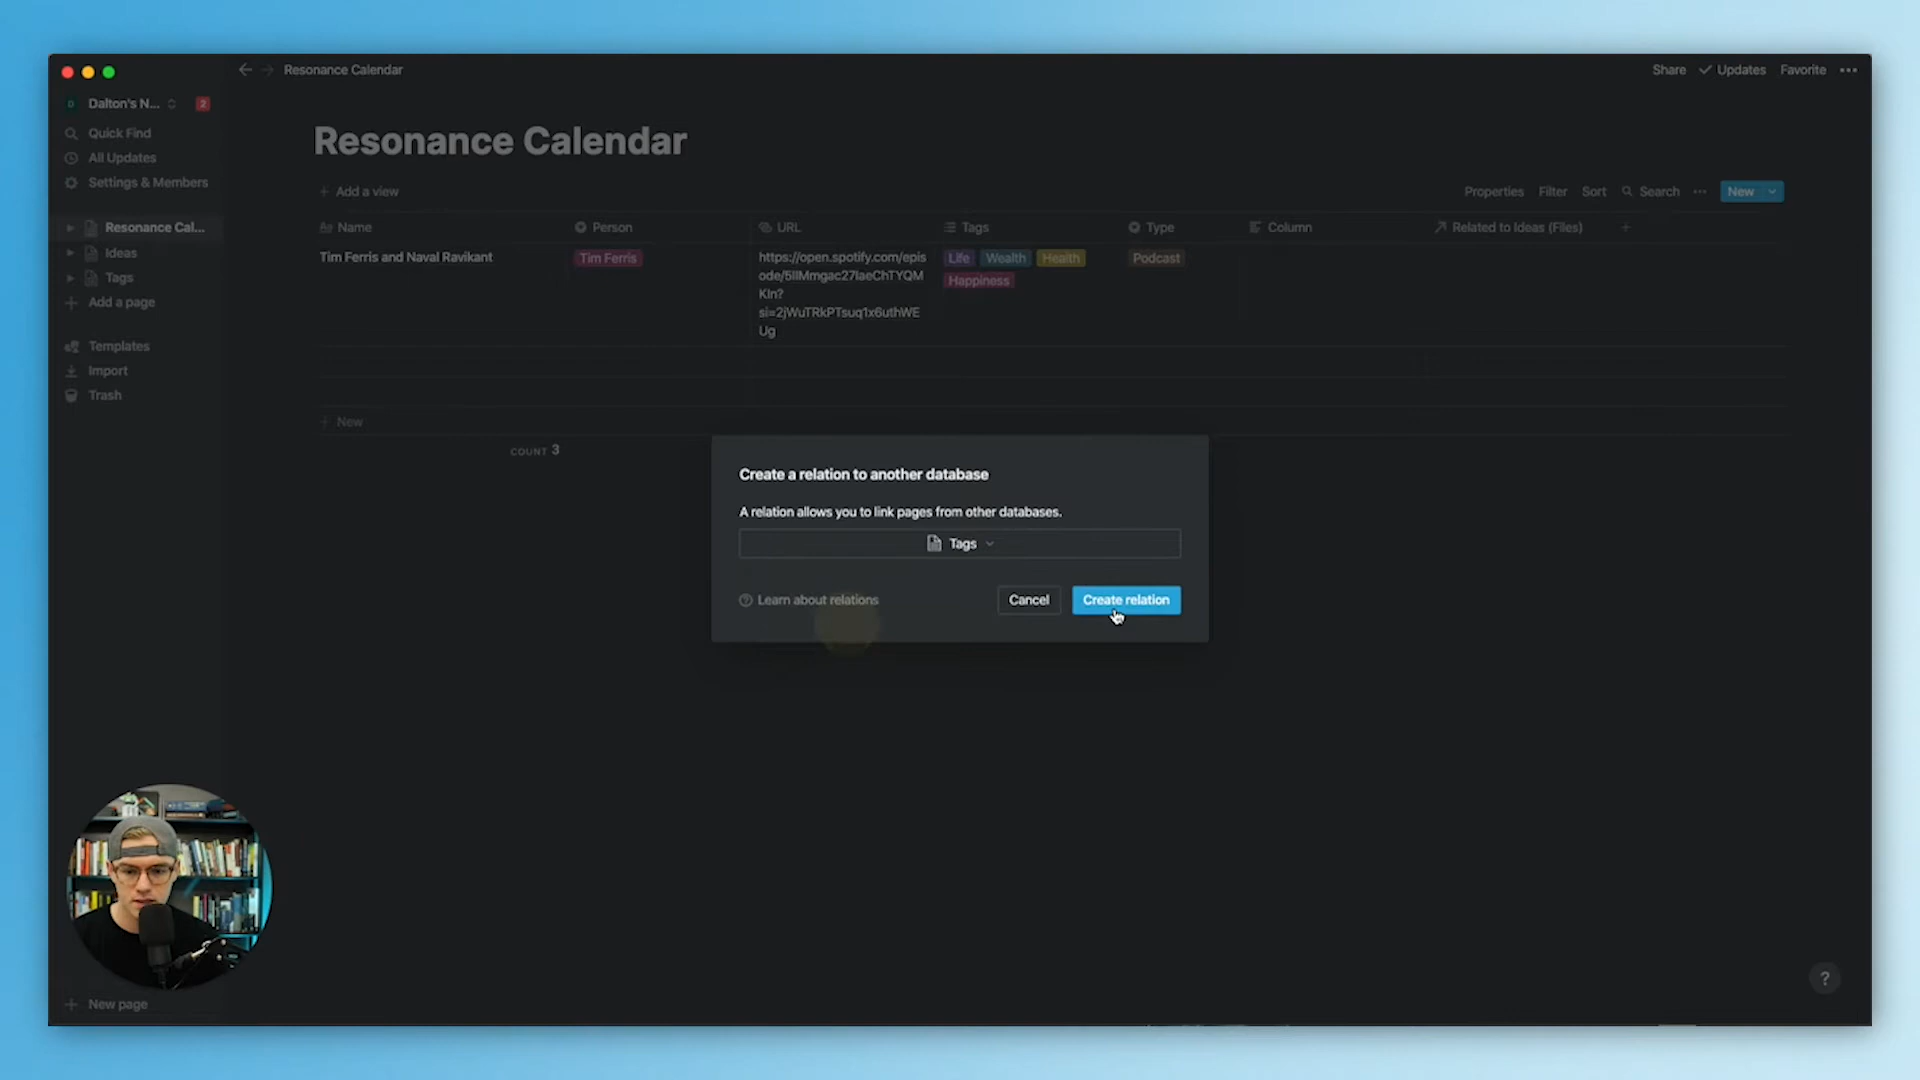 Resonance Calendar
Share
Updates
Favorite
Dalton's N...
2
Quick Find
All Updates
Settings & Members
Resonance Cal...
Ideas
Tags
Add a page
Templates
Import
Trash
New page
Resonance Calendar
Add a view
Properties
Filter
Sort
Search
New
Aa Name
Person
URL
Tags
Type
Column
Related to Ideas (Files)
Tim Ferris and Naval Ravikant
Tim Ferris
https://open.spotify.com/epis
si=2jWuTRkPTsuq1x6uthWE
Ug
Life
Wealth
Health
Happiness
Podcast
New
COUNT 3
Create a relation to another database
A relation allows you to link pages from other databases.
Tags
Learn about relations
Cancel
Create relation
?